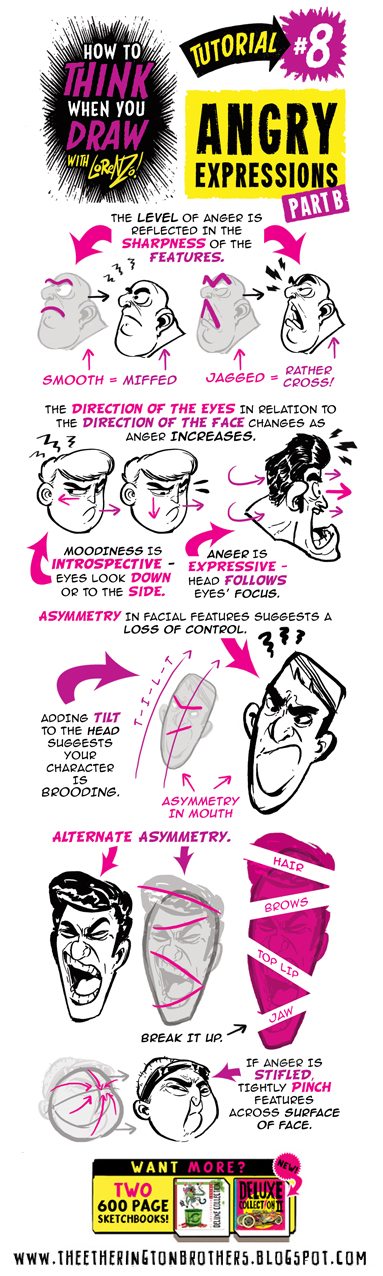 HOW TO
THINK
WHEN YOU
DRAW
WITH LORENZO!
TUTORIAL #8
ANGRY
EXPRESSIONS
PART B
THE LEVEL OF ANGER IS
REFLECTED IN THE
SHARPNESS OF THE
FEATURES.
SMOOTH = MIFFED
JAGGED = RATHER
CROSS!
THE DIRECTION OF THE EYES IN RELATION TO
THE DIRECTION OF THE FACE CHANGES AS
ANGER INCREASES.
MOODINESS IS
INTROSPECTIVE -
EYES LOOK DOWN
OR TO THE SIDE.
ANGER IS
EXPRESSIVE -
HEAD FOLLOWS
EYES' FOCUS.
ASYMMETRY IN FACIAL FEATURES SUGGESTS A
LOSS OF CONTROL.
T-I-L-T
ADDING TILT
TO THE HEAD
SUGGESTS
YOUR
CHARACTER
IS
BROODING.
ASYMMETRY
IN MOUTH
ALTERNATE ASYMMETRY.
HAIR
BROWS
TOP LIP
JAW
BREAK IT UP.
IF ANGER IS
STIFLED,
TIGHTLY PINCH
FEATURES
ACROSS SURFACE
OF FACE.
WANT MORE?
NEW!
TWO
600 PAGE
SKETCHBOOKS!
DELUXE COLLECTION
DELUXE
COLLECTION II
WWW.THEETHERINGTONBROTHERS.BLOGSPOT.COM